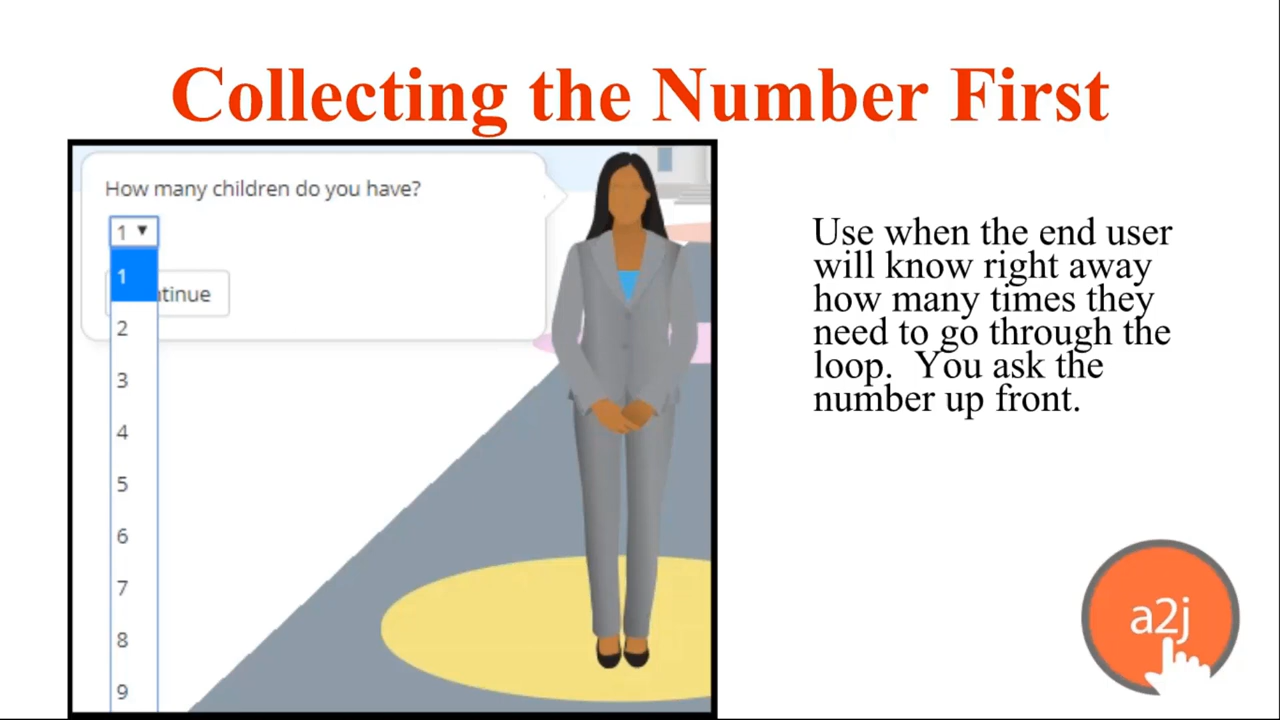 Collecting the Number First
How many children do you have?
1
1
tinue
2
3
4
5
6
7
8
9
Use when the end user
will know right away
how many times they
need to go through the
loop.  You ask the
number up front.
a2j